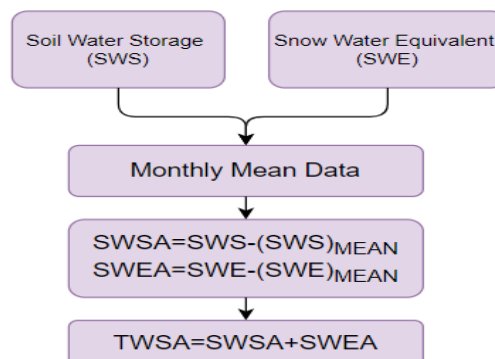 Soil Water Storage
(SWS)
Snow Water Equivalent
(SWE)
Monthly Mean Data
SWSA=SWS-(SWS)MEAN
SWEA=SWE-(SWE)MEAN
TWSA=SWSA+SWEA